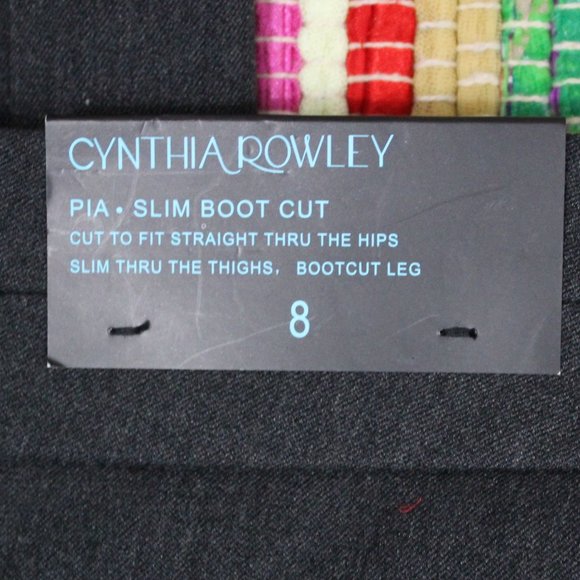 CYNTHIA ROWLEY
PIA • SLIM BOOT CUT
CUT TO FIT STRAIGHT THRU THE HIPS
SLIM THRU THE THIGHS, BOOTCUT LEG
8